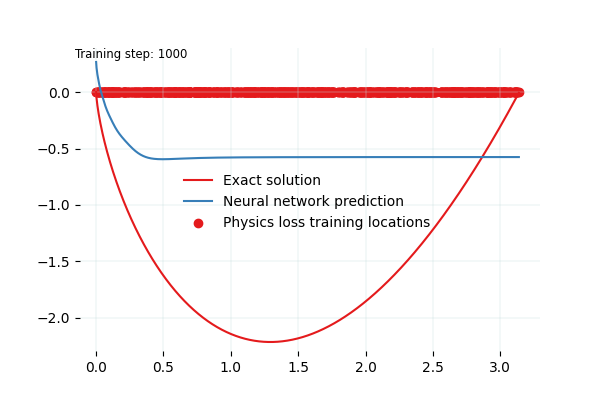 Training step: 1000
0.0
−0.5
−1.0
−1.5
−2.0
Exact solution
Neural network prediction
Physics loss training locations
0.0 0.5 1.0 1.5 2.0 2.5 3.0